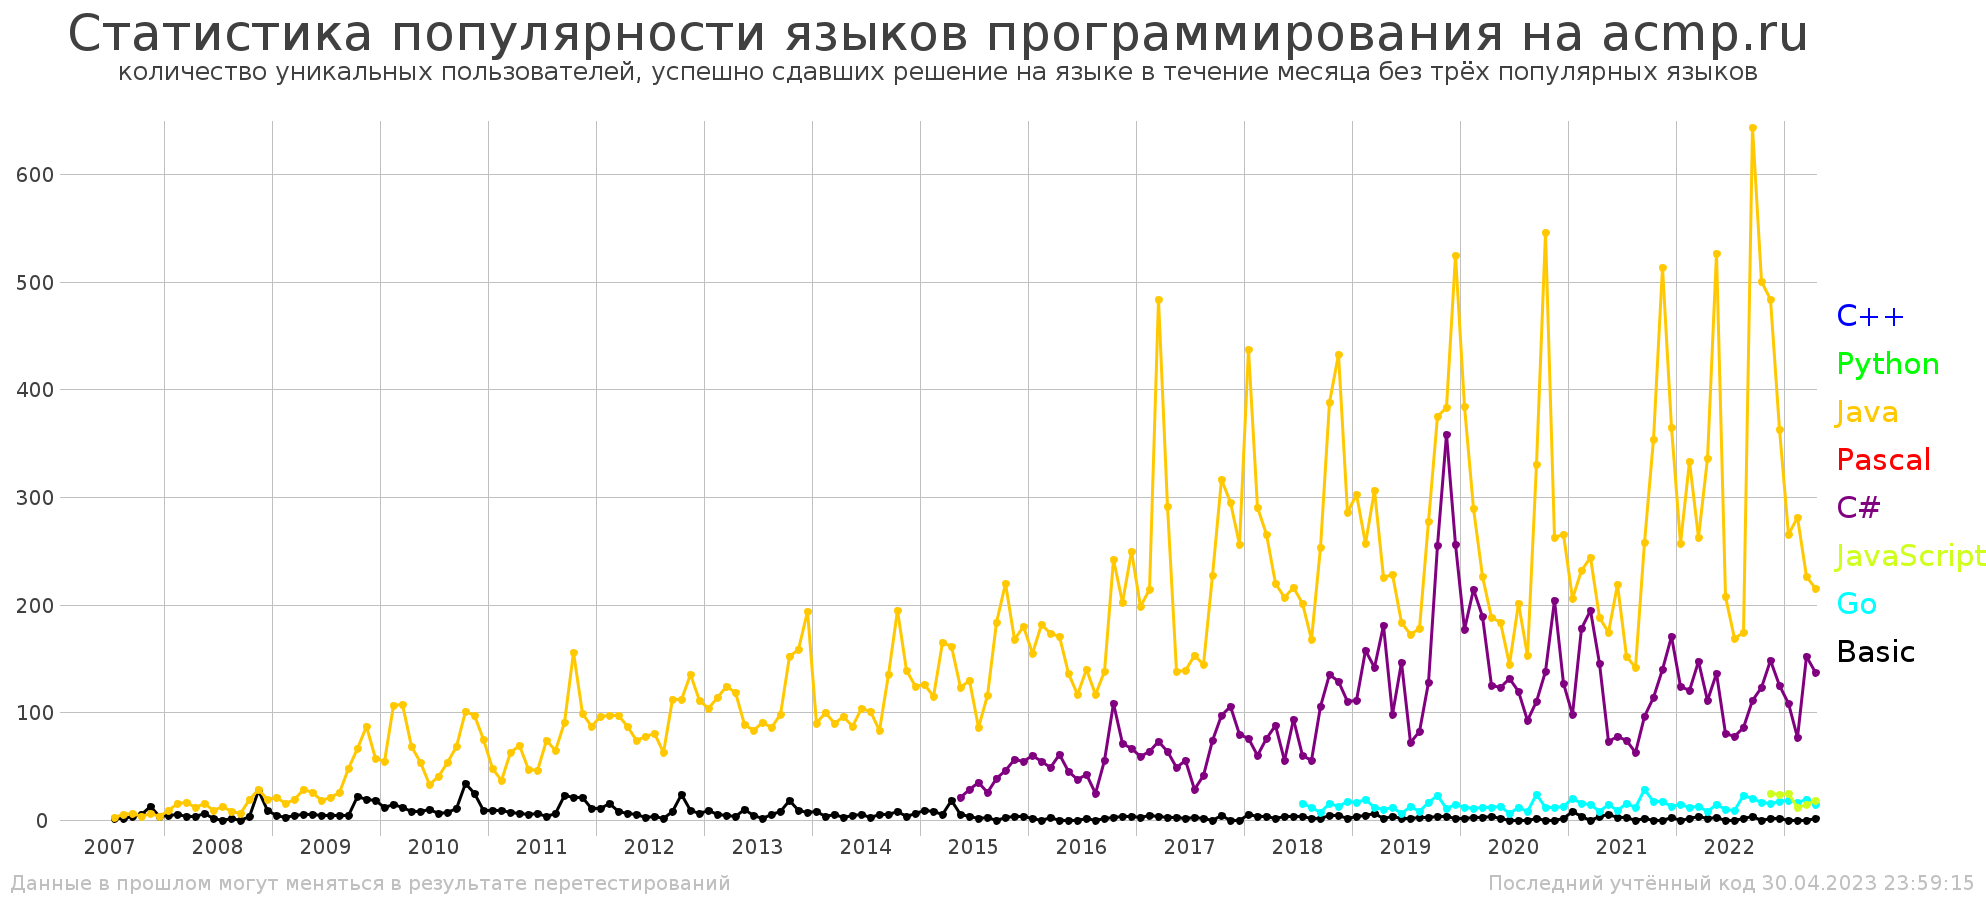 Статистика популярности языков программирования на acmp.ru
количество уникальных пользователей, успешно сдавших решение на языке в течение месяца без трёх популярных языков
600
500
400
300
200
100
0
C++
Python
Java
Pascal
C#
JavaScript
Go
Basic
2007 2008 2009 2010 2011 2012 2013 2014 2015 2016 2017 2018 2019 2020 2021 2022
Данные в прошлом могут меняться в результате перетестирований
Последний учтённый код 30.04.2023 23:59:15